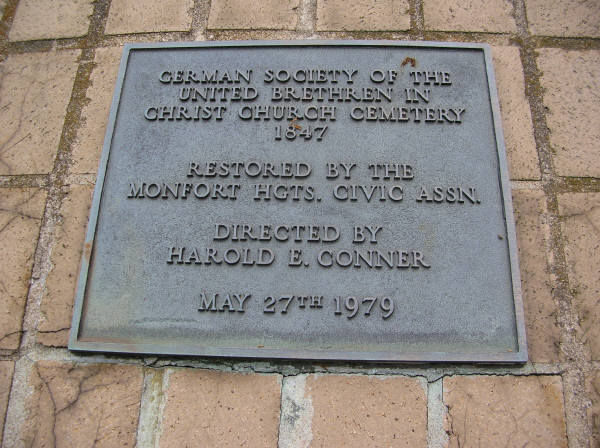 GERMAN SOCIETY OF THE
UNITED BRETHREN IN
CHRIST CHURCH CEMETERY
1847
RESTORED BY THE
MONFORT HGTS. CIVIC ASSN.
DIRECTED BY
HAROLD E. CONNER
MAY 27TH 1979